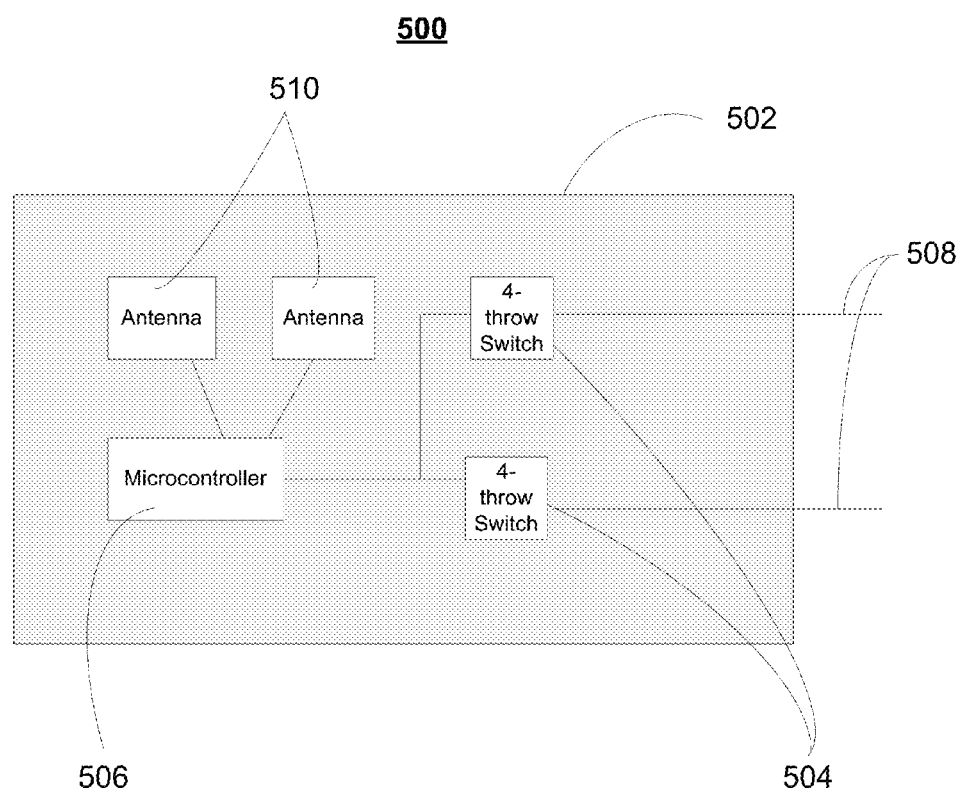 500
510
502
508
Antenna
Antenna
4-
throw
Switch
Microcontroller
4-
throw
Switch
506
504